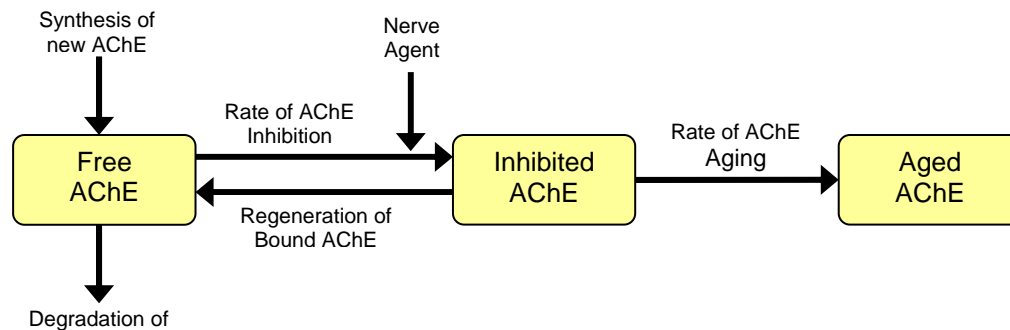 Synthesis of
new AChE
Nerve
Agent
Rate of AChE
Inhibition
Rate of AChE
Aging
Free
AChE
Inhibited
AChE
Aged
AChE
Regeneration of
Bound AChE
Degradation of